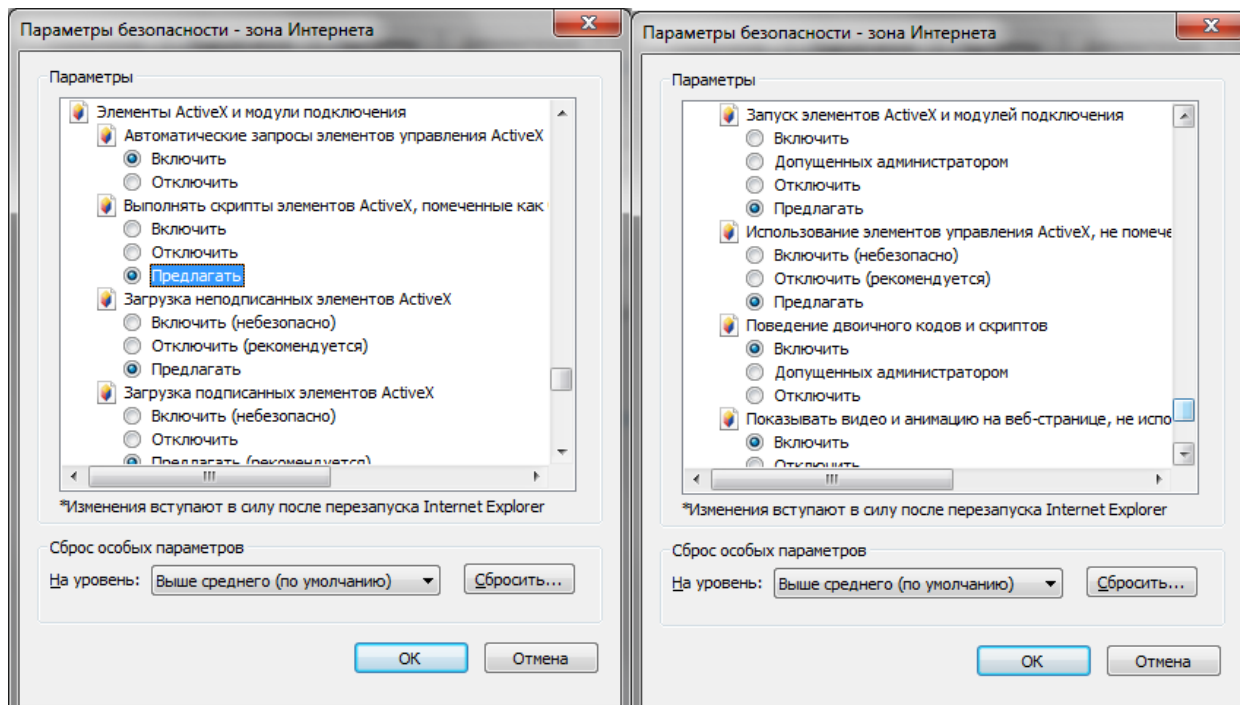 Параметры безопасности - зона Интернета
Параметры
Элементы ActiveX и модули подключения
Автоматические запросы элементов управления ActiveX
Включить
Отключить
Выполнять скрипты элементов ActiveX, помеченные как
Включить
Отключить
Предлагать
Загрузка неподписанных элементов ActiveX
Включить (небезопасно)
Отключить (рекомендуется)
Предлагать
Загрузка подписанных элементов ActiveX
Включить (небезопасно)
Отключить
Предлагать (рекомендуется)
*Изменения вступают в силу после перезапуска Internet Explorer
Сброс особых параметров
На уровень: Выше среднего (по умолчанию) Сбросить...
ОК Отмена
Параметры безопасности - зона Интернета
Параметры
Запуск элементов ActiveX и модулей подключения
Включить
Допущенных администратором
Отключить
Предлагать
Использование элементов управления ActiveX, не помече
Включить (небезопасно)
Отключить (рекомендуется)
Предлагать
Поведение двоичного кодов и скриптов
Включить
Допущенных администратором
Отключить
Показывать видео и анимацию на веб-странице, не испо
Включить
Отключить
*Изменения вступают в силу после перезапуска Internet Explorer
Сброс особых параметров
На уровень: Выше среднего (по умолчанию) Сбросить...
ОК Отмена